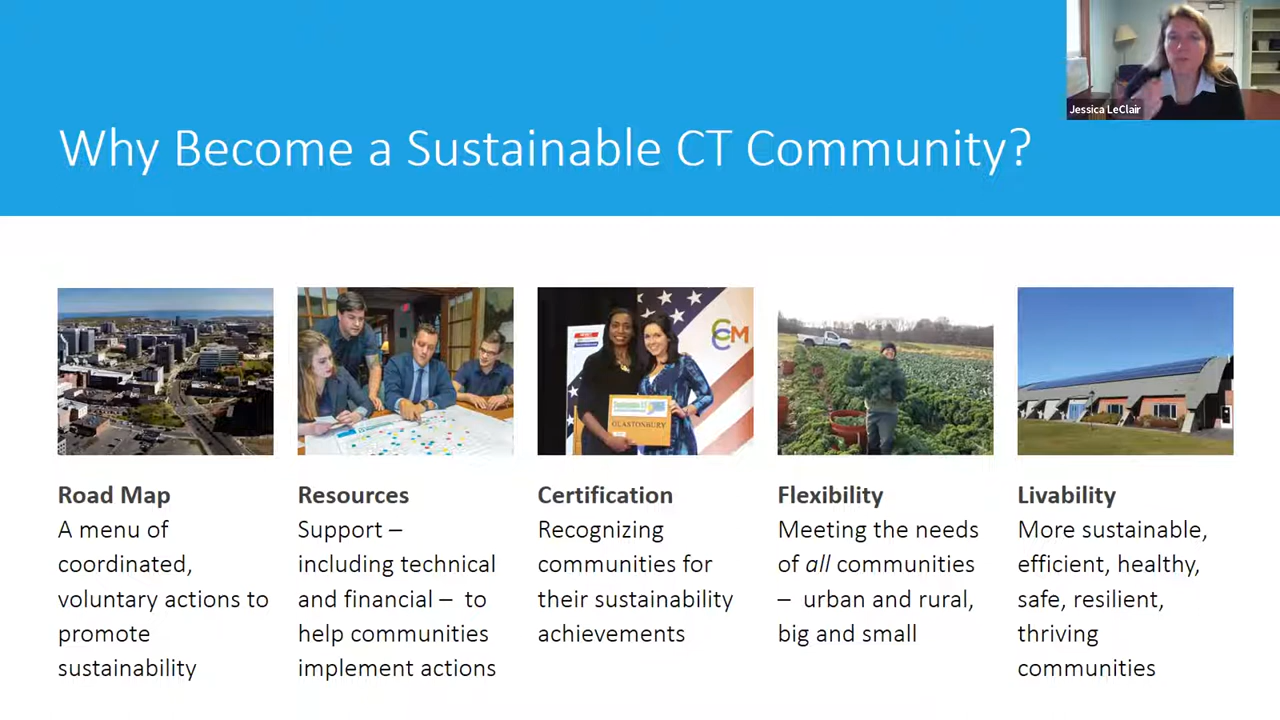 Jessica LeClair
Why Become a Sustainable CT Community?
CCM
GLASTONBURY
Road Map
A menu of
coordinated,
voluntary actions to
promote
sustainability
Resources
Support –
including technical
and financial – to
help communities
implement actions
Certification
Recognizing
communities for
their sustainability
achievements
Flexibility
Meeting the needs
of all communities
– urban and rural,
big and small
Livability
More sustainable,
efficient, healthy,
safe, resilient,
thriving
communities